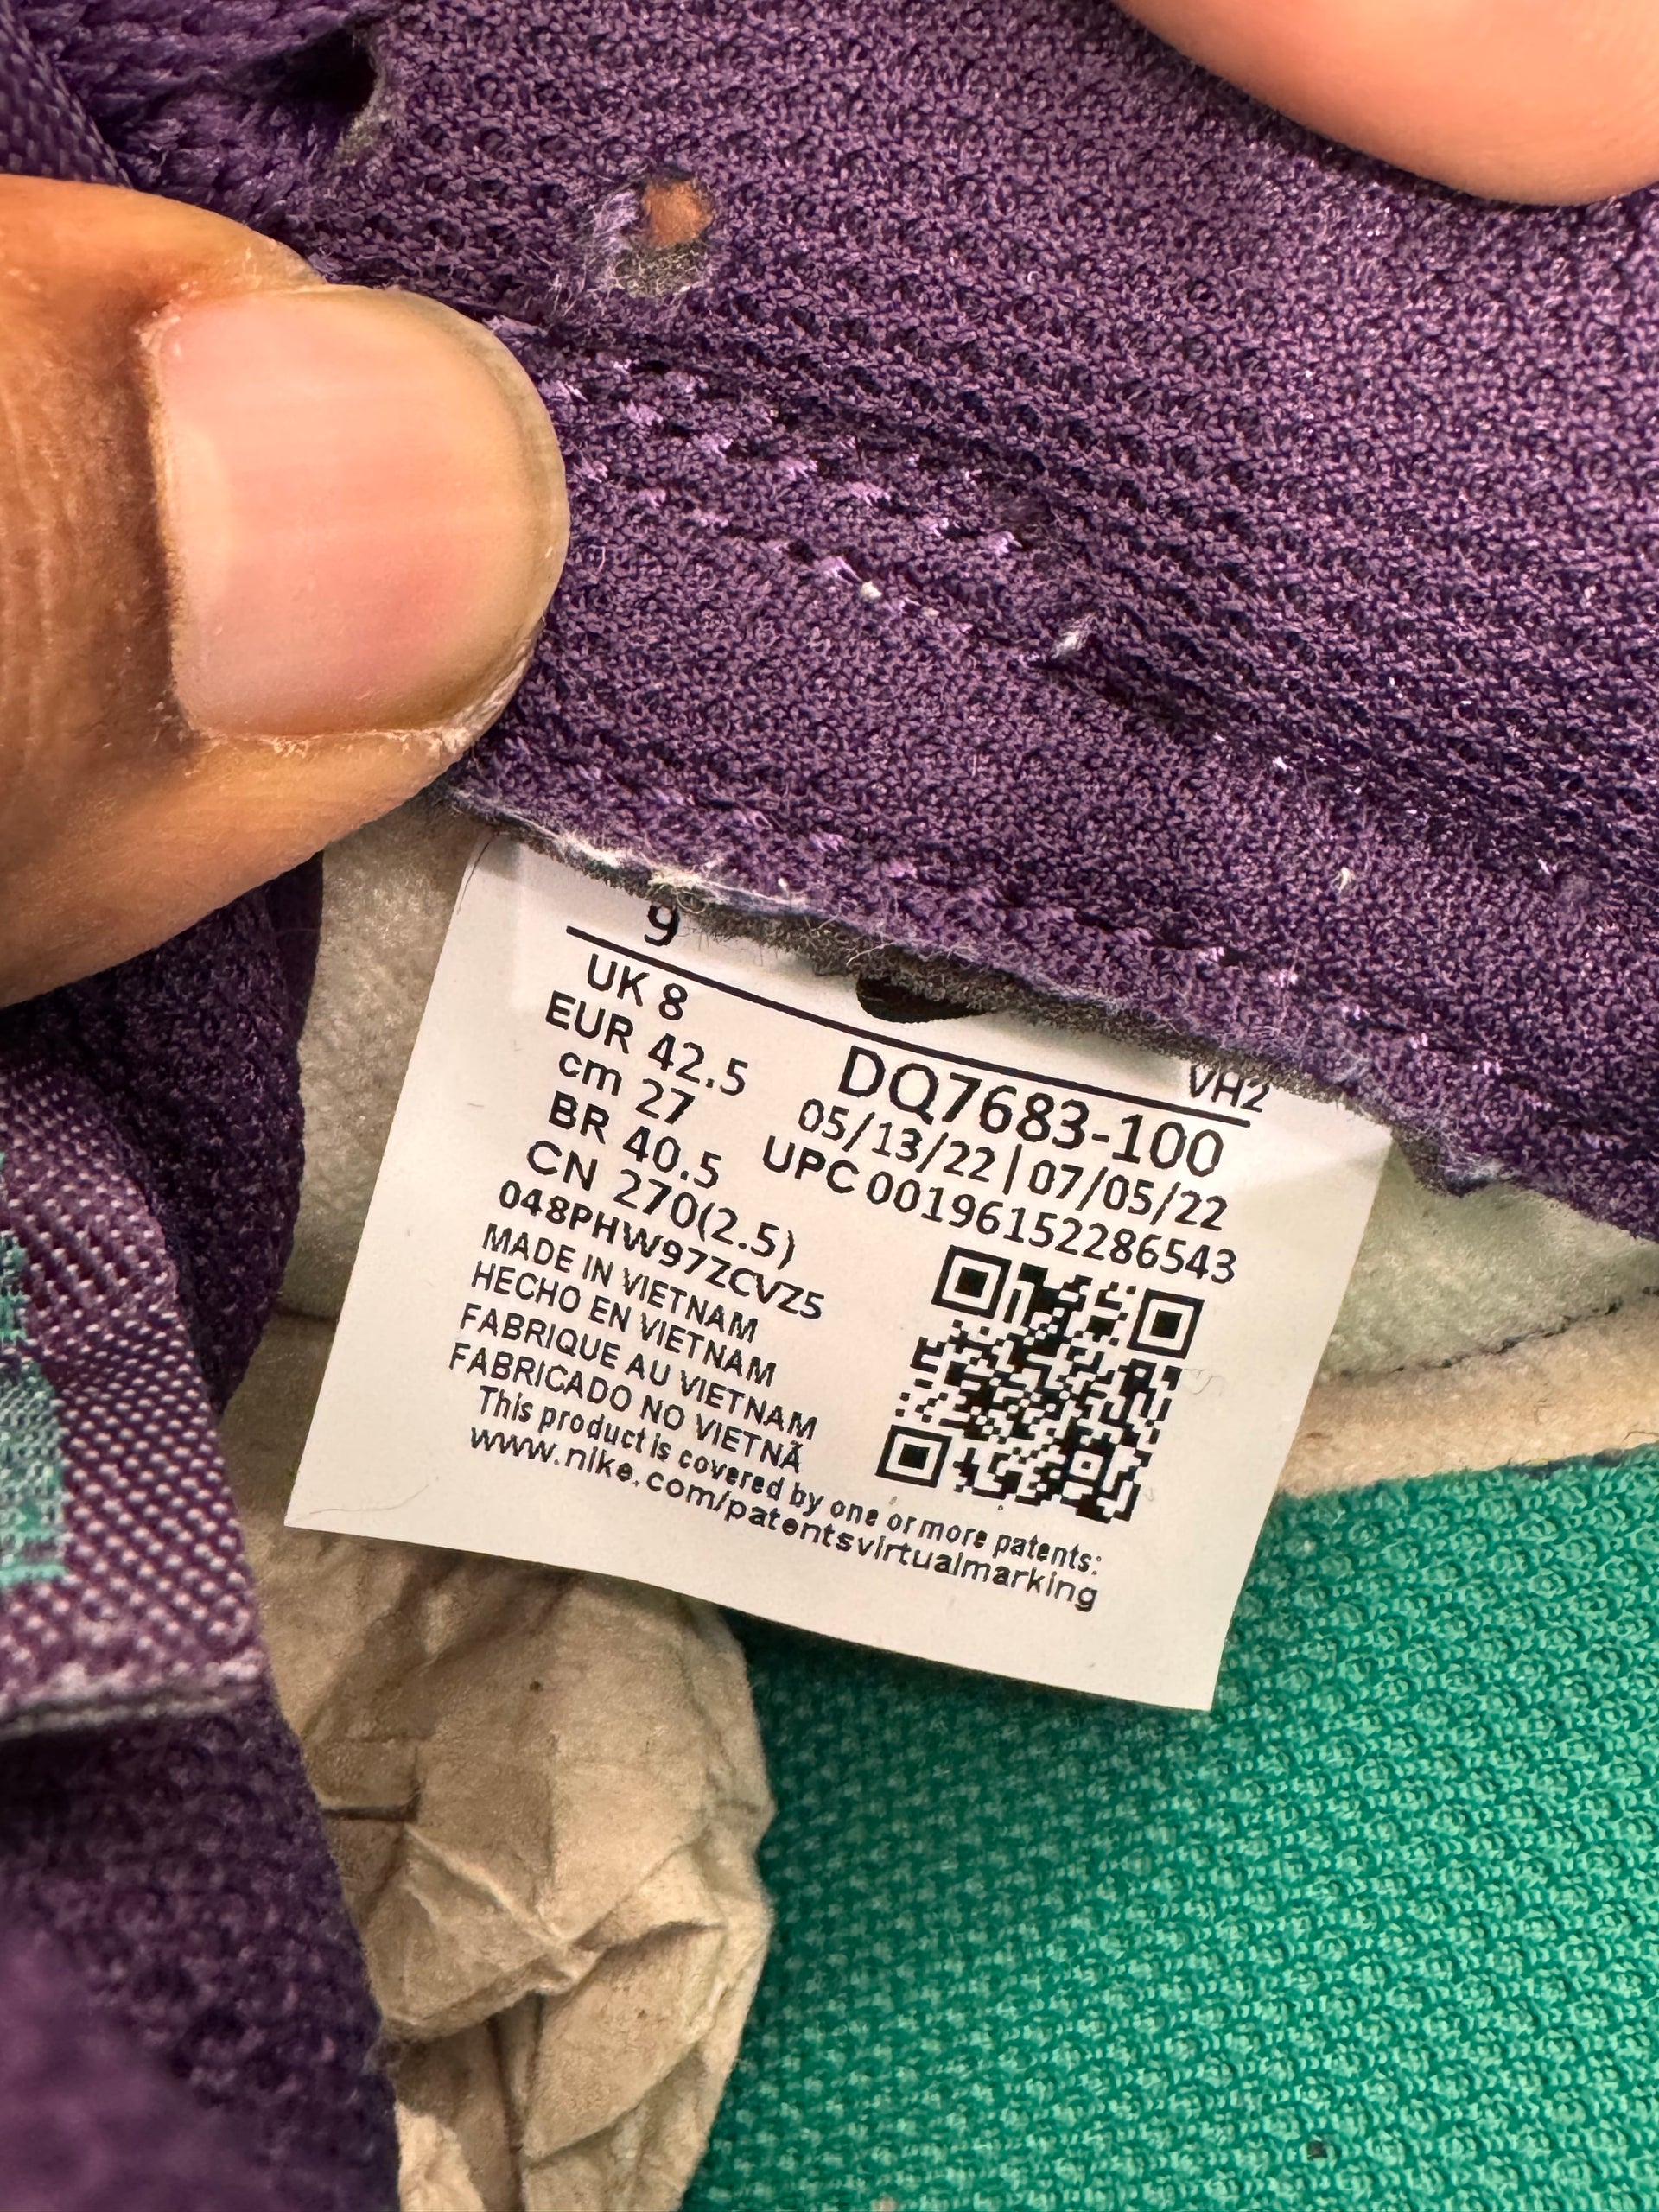 9
VH2
UK 8
EUR 42.5
cm 27
BR 40.5
CN 270(2.5)
DQ7683-100
05/13/22 | 07/05/22
UPC 00196152286543
048PHW97ZCVZ5
MADE IN VIETNAM
HECHO EN VIETNAM
FABRIQUE AU VIETNAM
FABRICADO NO VIETNÃ
This product is covered by one or more patents:
www.nike.com/patentsvirtualmarking